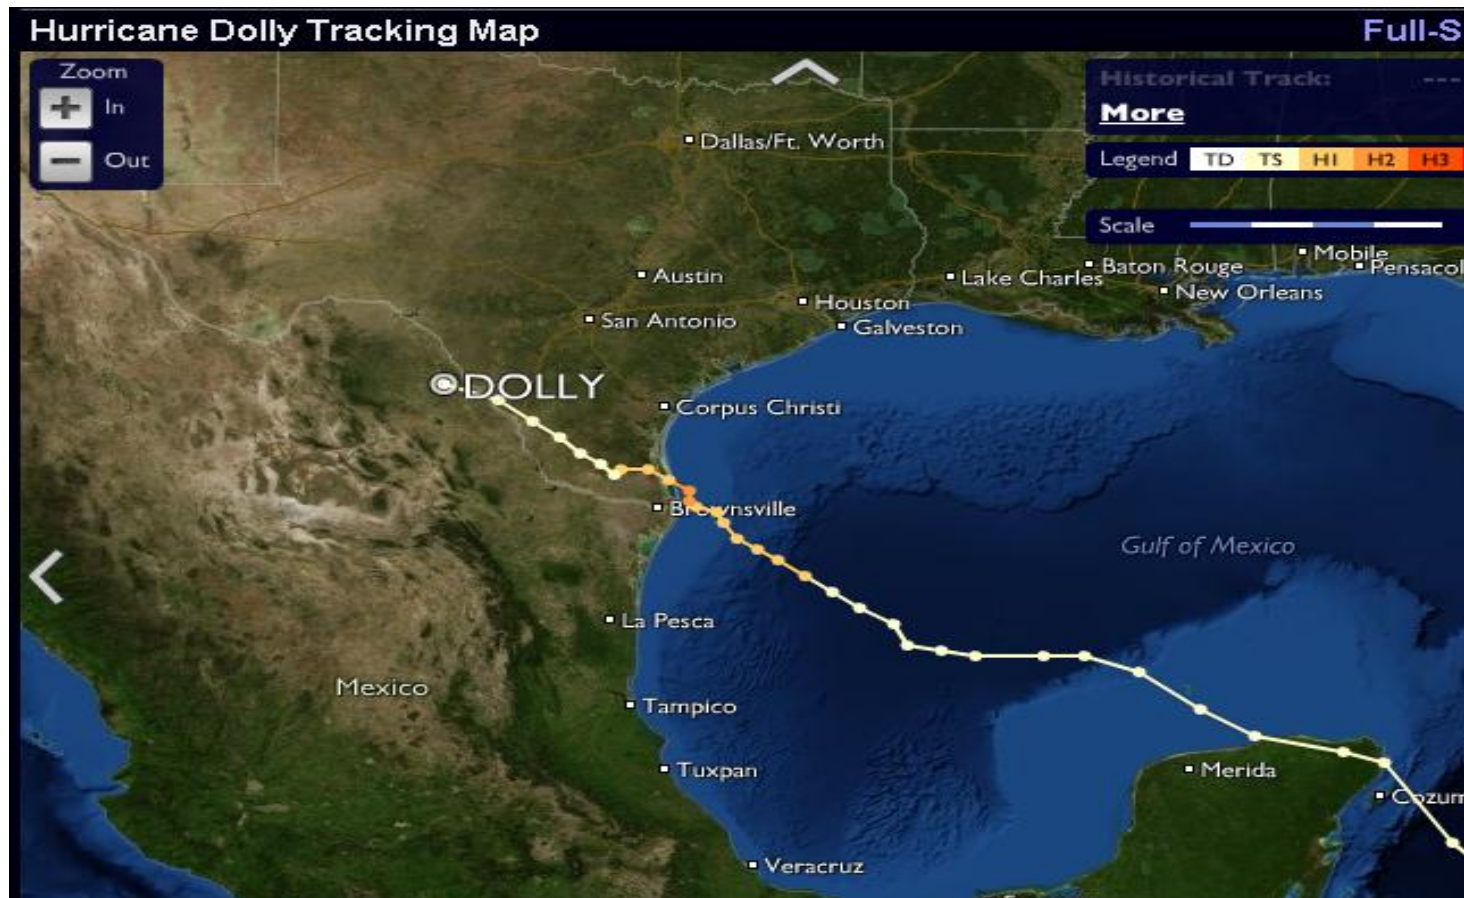 Hurricane Dolly Tracking Map
Full-S
Zoom
In
Out
Historical Track: ---
More
Legend TD TS H1 H2 H3
Scale
Dallas/Ft. Worth
Austin
San Antonio
Houston
Galveston
Lake Charles
Baton Rouge
New Orleans
Mobile
Pensacol
DOLLY
Corpus Christi
Brownsville
Gulf of Mexico
La Pesca
Mexico
Tampico
Tuxpan
Merida
Cozum
Veracruz